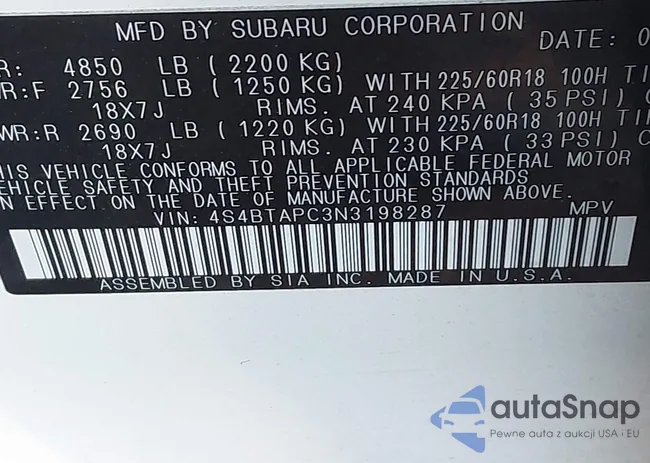 MFD BY SUBARU CORPORATION
DATE: 0
R: 4850 LB ( 2200 KG)
R:F 2756 LB ( 1250 KG) WITH 225/60R18 100H TI
18X7J RIMS. AT 240 KPA ( 35 PSI) C
WR:R 2690 LB ( 1220 KG) WITH 225/60R18 100H TI
18X7J RIMS. AT 230 KPA ( 33 PSI) C
HIS VEHICLE CONFORMS TO ALL APPLICABLE FEDERAL MOTOR
VEHICLE SAFETY AND THEFT PREVENTION STANDARDS
N EFFECT ON THE DATE OF MANUFACTURE SHOWN ABOVE.
VIN: 4S4BTAPC3N3198287 MPV
ASSEMBLED BY SIA INC. MADE IN U.S.A.
autoSnap
Pewne auta z aukcji USA i EU